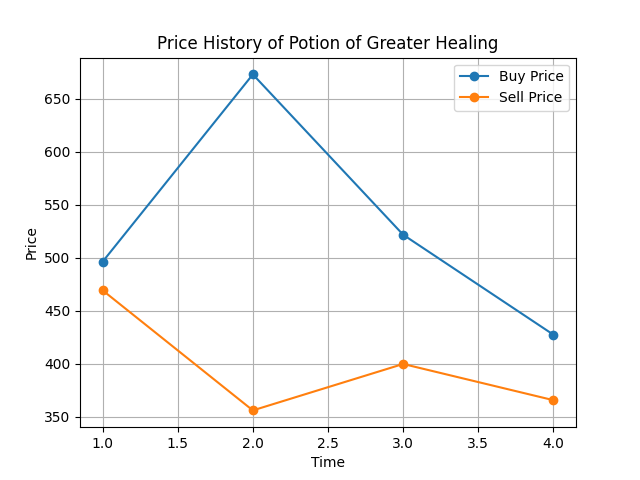 Price History of Potion of Greater Healing
Buy Price
Sell Price
Price
650
600
550
500
450
400
350
1.0 1.5 2.0 2.5 3.0 3.5 4.0
Time